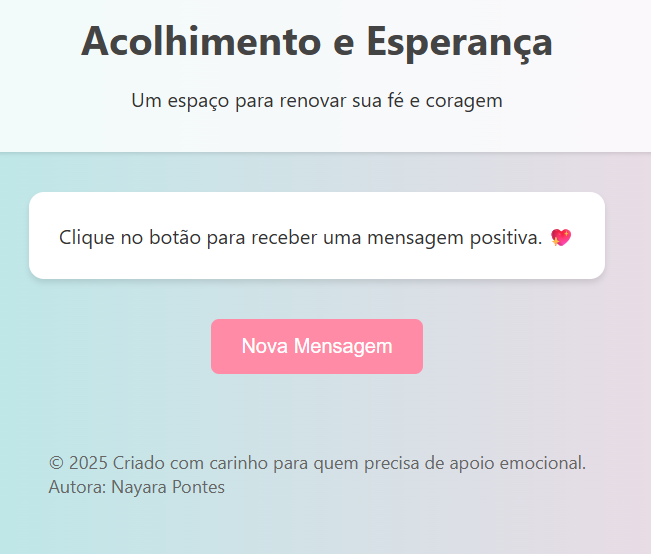 Acolhimento e Esperança
Um espaço para renovar sua fé e coragem
Clique no botão para receber uma mensagem positiva. 💖
Nova Mensagem
© 2025 Criado com carinho para quem precisa de apoio emocional.
Autora: Nayara Pontes